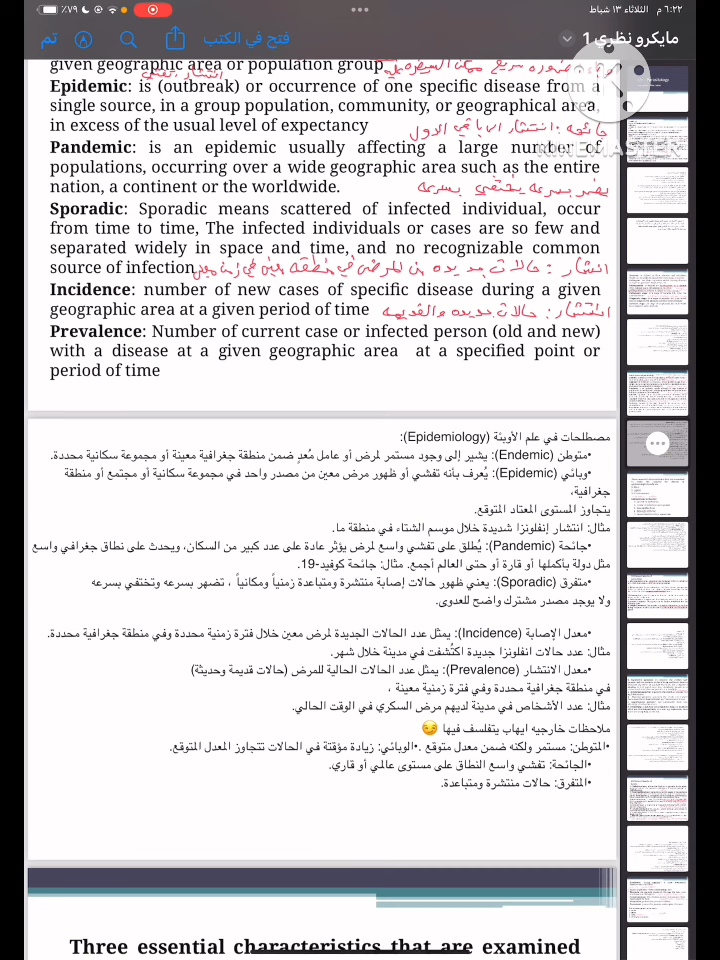 ٦:٢٢ م الثلاثاء ١٣ شباط
٪٧٩
مايكرو نظري 1
فتح في الكتب
تم
KINEMASTER
given geographic area or population group
Epidemic: is (outbreak) or occurrence of one specific disease from a
single source, in a group population, community, or geographical area,
in excess of the usual level of expectancy
جائحه: انتشار
Pandemic: is an epidemic usually affecting a large number of
populations, occurring over a wide geographic area such as the entire
nation, a continent or the worldwide.
بسرعه يختفي بسرعه
Sporadic: Sporadic means scattered of infected individual, occur
from time to time, The infected individuals or cases are so few and
separated widely in space and time, and no recognizable common
source of infection
انتشار: حالات جديده من المرض في منطقه
Incidence: number of new cases of specific disease during a given
geographic area at a given period of time
انتشار: حالات جديده والقديمه
Prevalence: Number of current case or infected person (old and new)
with a disease at a given geographic area at a specified point or
period of time
مصطلحات في علم الأوبئة (Epidemiology):
•متوطن (Endemic): يشير إلى وجود مستمر لمرض أو عامل مُعدٍ ضمن منطقة جغرافية معينة أو مجموعة سكانية محددة.
•وبائي (Epidemic): يُعرف بأنه تفشي أو ظهور مرض معين من مصدر واحد في مجموعة سكانية أو مجتمع أو منطقة
جغرافية،
يتجاوز المستوى المعتاد المتوقع.
مثال: انتشار إنفلونزا شديدة خلال موسم الشتاء في منطقة ما.
•جائحة (Pandemic): يُطلق على تفشي واسع لمرض يؤثر عادة على عدد كبير من السكان، ويحدث على نطاق جغرافي واسع
مثل دولة بأكملها أو قارة أو حتى العالم أجمع. مثال: جائحة كوفيد-19.
•متفرق (Sporadic): يعني ظهور حالات إصابة منتشرة ومتباعدة زمنياً ومكانياً ، تضهر بسرعه وتختفي بسرعه
ولا يوجد مصدر مشترك واضح للعدوى.
•معدل الإصابة (Incidence): يمثل عدد الحالات الجديدة لمرض معين خلال فترة زمنية محددة وفي منطقة جغرافية محددة.
مثال: عدد حالات انفلونزا جديدة اكتُشفت في مدينة خلال شهر.
•معدل الانتشار (Prevalence): يمثل عدد الحالات الحالية للمرض (حالات قديمة وحديثة)
في منطقة جغرافية محددة وفي فترة زمنية معينة ،
مثال: عدد الأشخاص في مدينة لديهم مرض السكري في الوقت الحالي.
ملاحظات خارجيه ايهاب يتفلسف فيها 😏
•المتوطن: مستمر ولكنه ضمن معدل متوقع .•الوبائي: زيادة مؤقتة في الحالات تتجاوز المعدل المتوقع.
•الجائحة: تفشي واسع النطاق على مستوى عالمي أو قاري.
•المتفرق: حالات منتشرة ومتباعدة.
Three essential characteristics that are examined